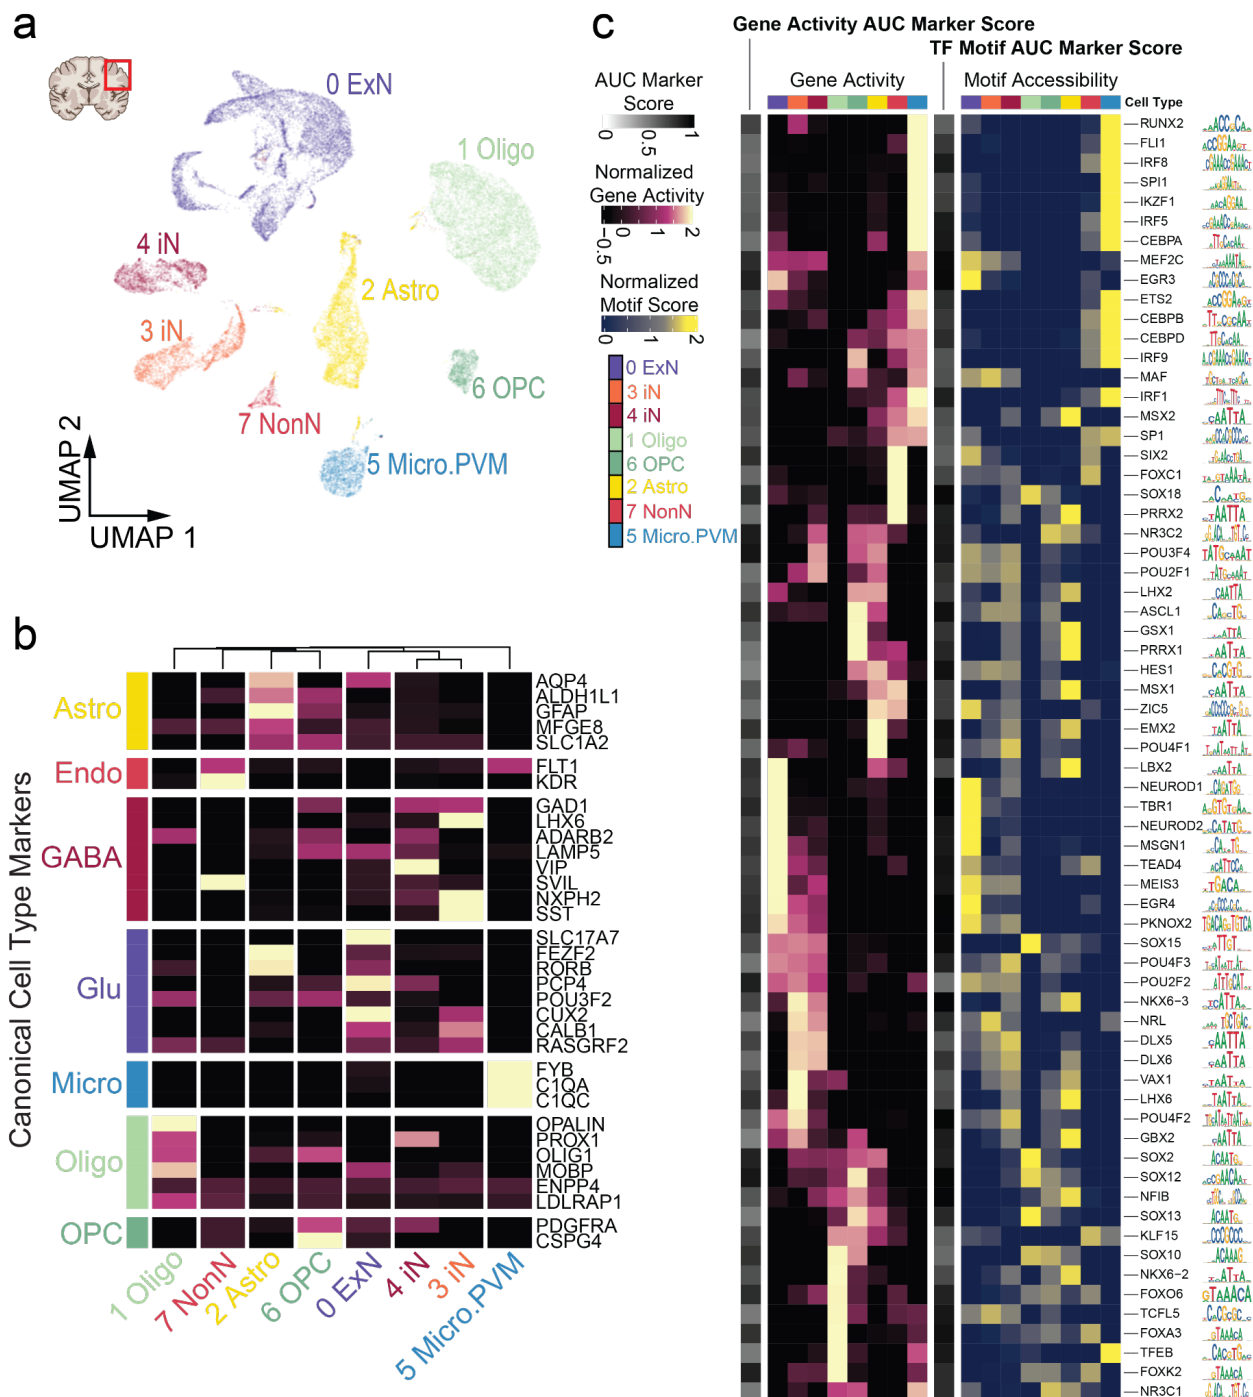 a
0 ExN
1 Oligo
4 iN
2 Astro
3 iN
6 OPC
7 NonN
5 Micro.PVM
UMAP 2
UMAP 1
b
Canonical Cell Type Markers
Astro
AQP4
ALDH1L1
GFAP
MFGE8
SLC1A2
Endo
FLT1
KDR
GABA
GAD1
LHX6
ADARB2
LAMP5
VIP
SVIL
NXPH2
SST
Glu
SLC17A7
FEZF2
RORB
PCP4
POU3F2
CUX2
CALB1
RASGRF2
Micro
FYB
C1QA
C1QC
Oligo
OPALIN
PROX1
OLIG1
MOBP
ENPP4
LDLRAP1
OPC
PDGFRA
CSPG4
1 Oligo
7 NonN
2 Astro
6 OPC
0 ExN
4 iN
3 iN
5 Micro.PVM
c
Gene Activity AUC Marker Score
TF Motif AUC Marker Score
AUC Marker
Score
0
0.5
1
Normalized
Gene Activity
−0.5
0
1
2
Normalized
Motif Score
0
1
2
0 ExN
3 iN
4 iN
1 Oligo
6 OPC
2 Astro
7 NonN
5 Micro.PVM
Gene Activity
Motif Accessibility
Cell Type
RUNX2
FLI1
IRF8
SPI1
IKZF1
IRF5
CEBPA
MEF2C
EGR3
ETS2
CEBPB
CEBPD
IRF9
MAF
IRF1
MSX2
SP1
SIX2
FOXC1
SOX18
PRRX2
NR3C2
POU3F4
POU2F1
LHX2
ASCL1
GSX1
PRRX1
HES1
MSX1
ZIC5
EMX2
POU4F1
LBX2
NEUROD1
TBR1
NEUROD2
MSGN1
TEAD4
MEIS3
EGR4
PKNOX2
SOX15
POU4F3
POU2F2
NKX6−3
NRL
DLX5
DLX6
VAX1
LHX6
POU4F2
GBX2
SOX2
SOX12
NFIB
SOX13
KLF15
SOX10
NKX6−2
FOXO6
TCFL5
FOXA3
TFEB
FOXK2
NR3C1